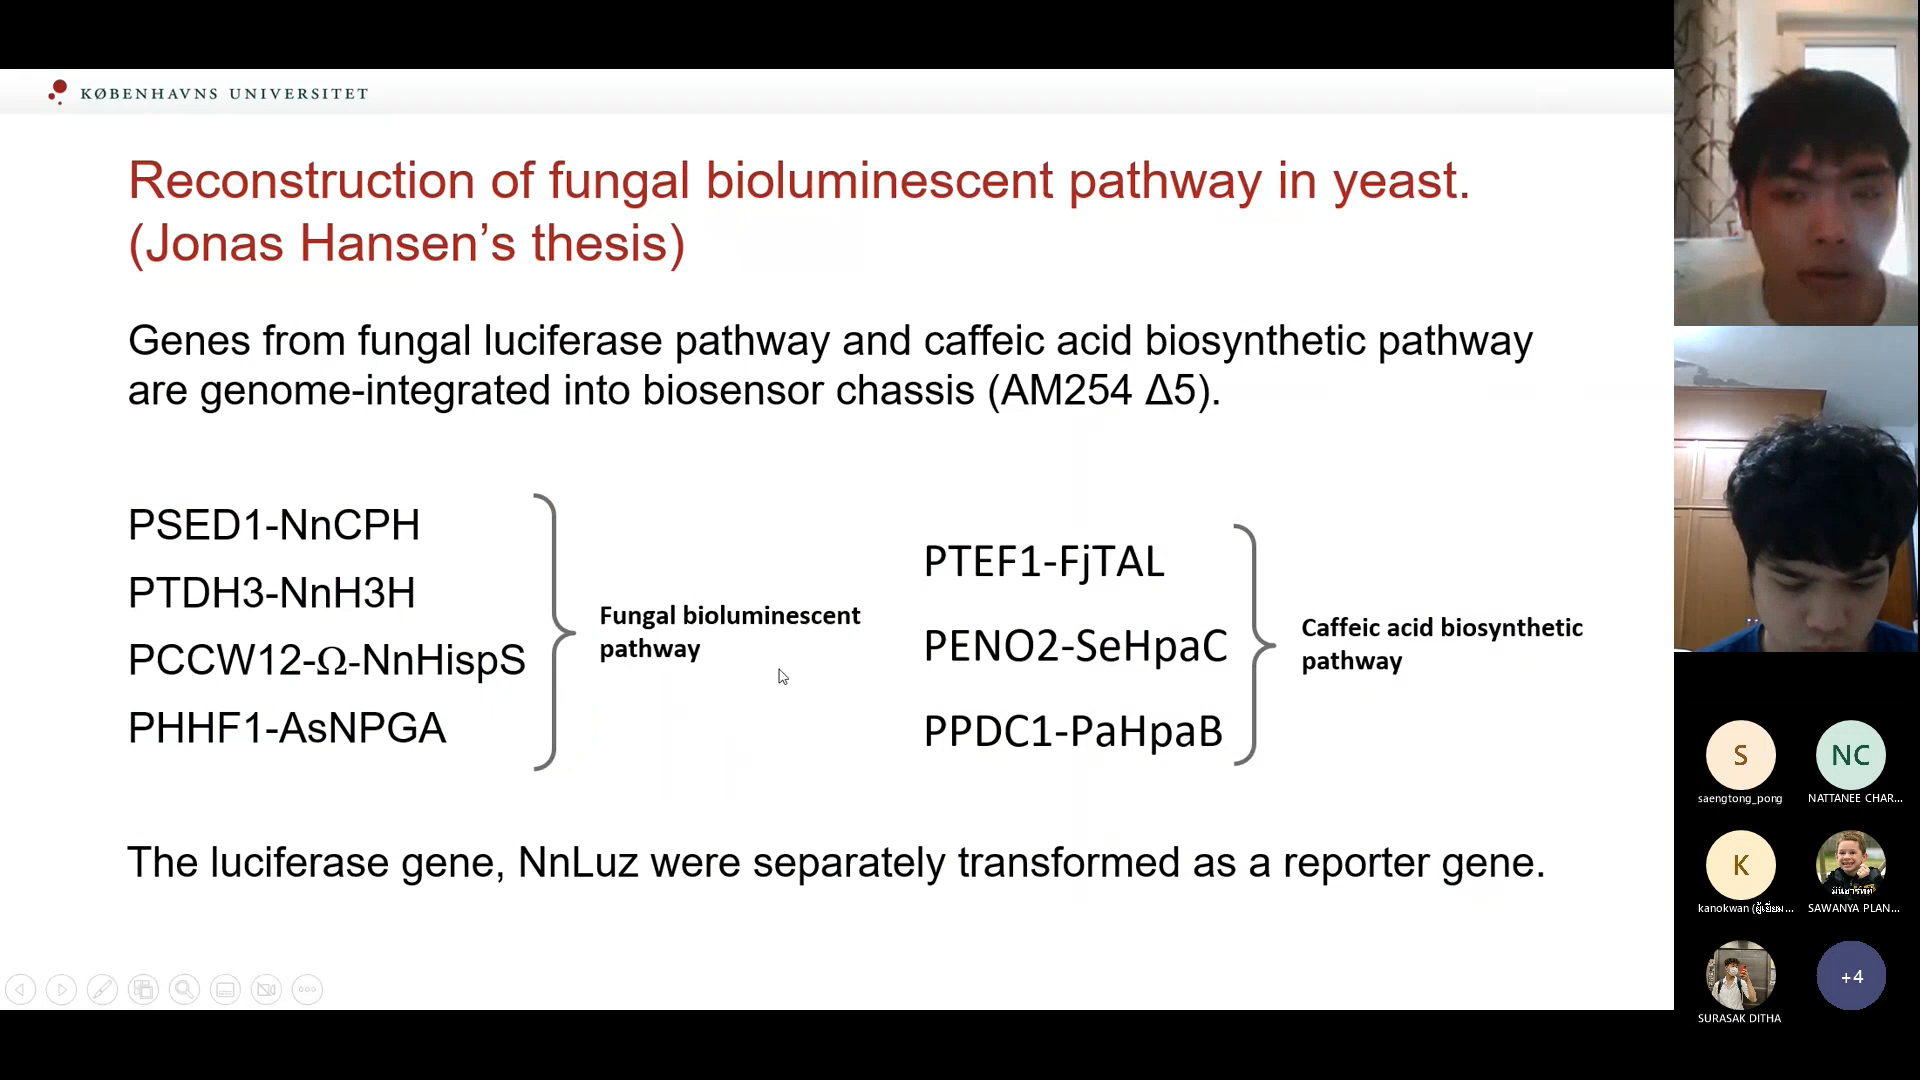 KØBENHAVNS UNIVERSITET
Reconstruction of fungal bioluminescent pathway in yeast.
(Jonas Hansen’s thesis)
Genes from fungal luciferase pathway and caffeic acid biosynthetic pathway
are genome-integrated into biosensor chassis (AM254 Δ5).
PSED1-NnCPH
PTDH3-NnH3H
PCCW12-Ω-NnHispS
PHHF1-AsNPGA
Fungal bioluminescent
pathway
PTEF1-FjTAL
PENO2-SeHpaC
PPDC1-PaHpaB
Caffeic acid biosynthetic
pathway
The luciferase gene, NnLuz were separately transformed as a reporter gene.
S
saengtong_pong
NC
NATTANEE CHAR...
K
kanokwan (ผู้เยี่ยม...
SAWANYA PLAN...
SURASAK DITHA
+4